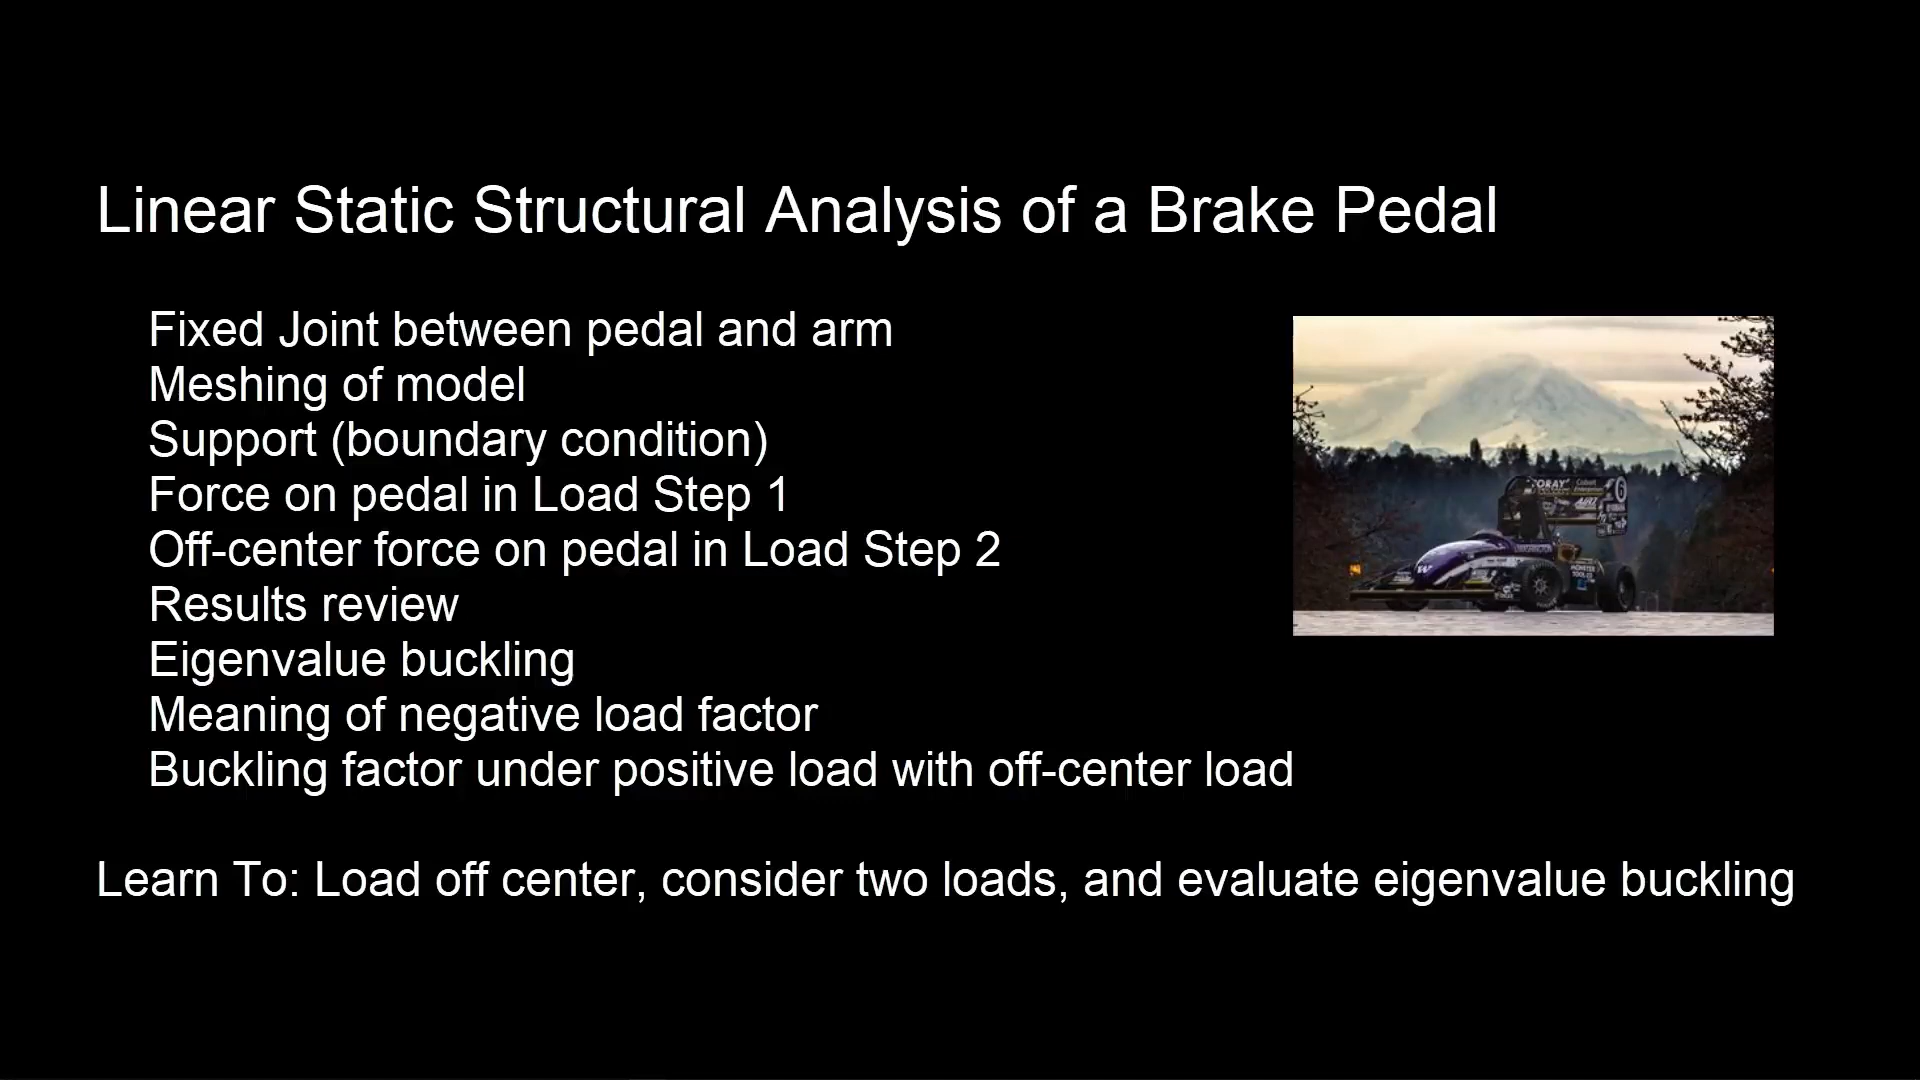 Linear Static Structural Analysis of a Brake Pedal
Fixed Joint between pedal and arm
Meshing of model
Support (boundary condition)
Force on pedal in Load Step 1
Off-center force on pedal in Load Step 2
Results review
Eigenvalue buckling
Meaning of negative load factor
Buckling factor under positive load with off-center load
Learn To: Load off center, consider two loads, and evaluate eigenvalue buckling
TORAY
6
WASHINGTON
W